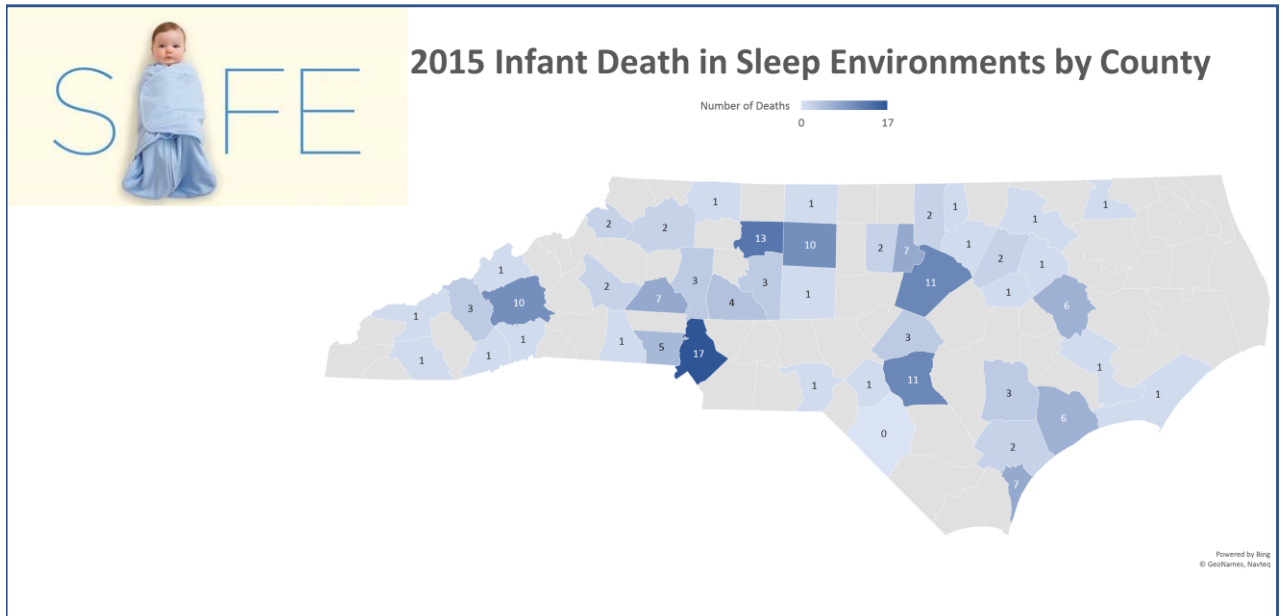 S FE
2015 Infant Death in Sleep Environments by County
Number of Deaths
0 17
1 1 2 1 1 1
2 2
13 10 2 7 1 2 1
1 3 3 11
10 2 7 4 1 1 6
1 3
1 3
1 1 1 5 17 1
1 1 11 3 1 1
0 6
2
7
Powered by Bing
© GeoNames, Navteq